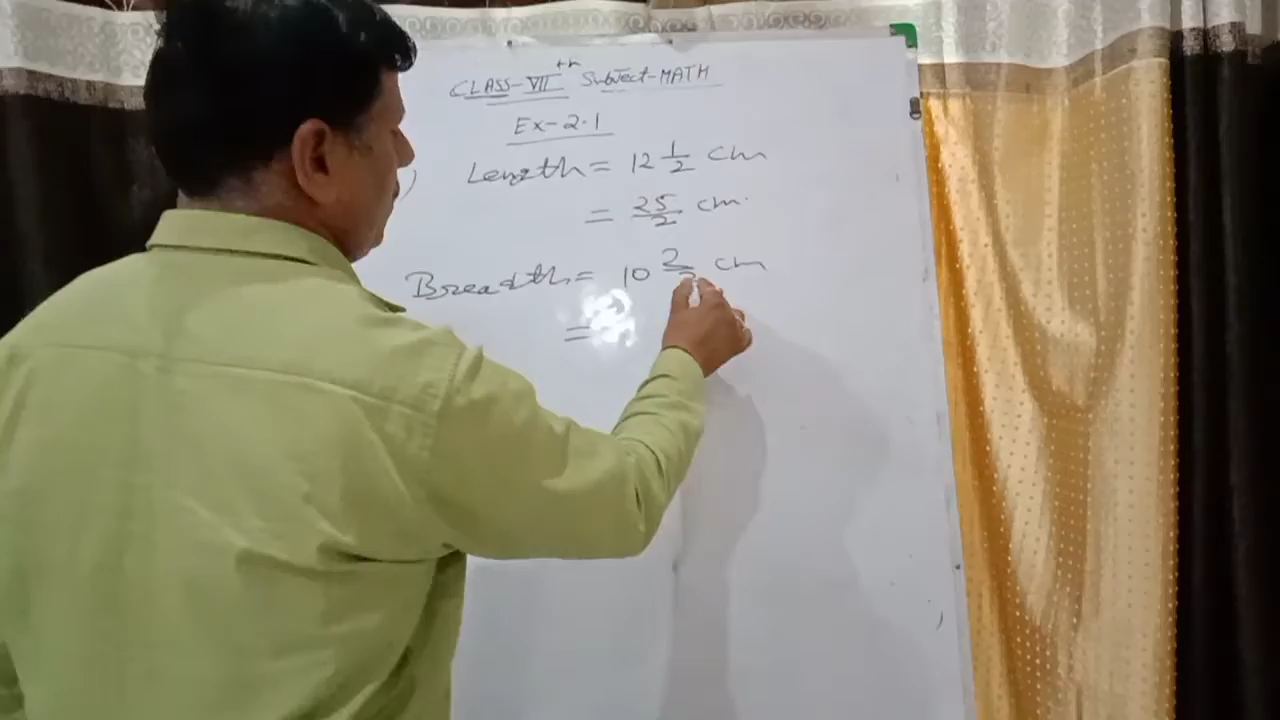 CLASS-VII th Subject-MATH
Ex-2.1
) Length = 12 1/2 cm
= 25/2 cm.
Breadth = 10 2/ cm
=